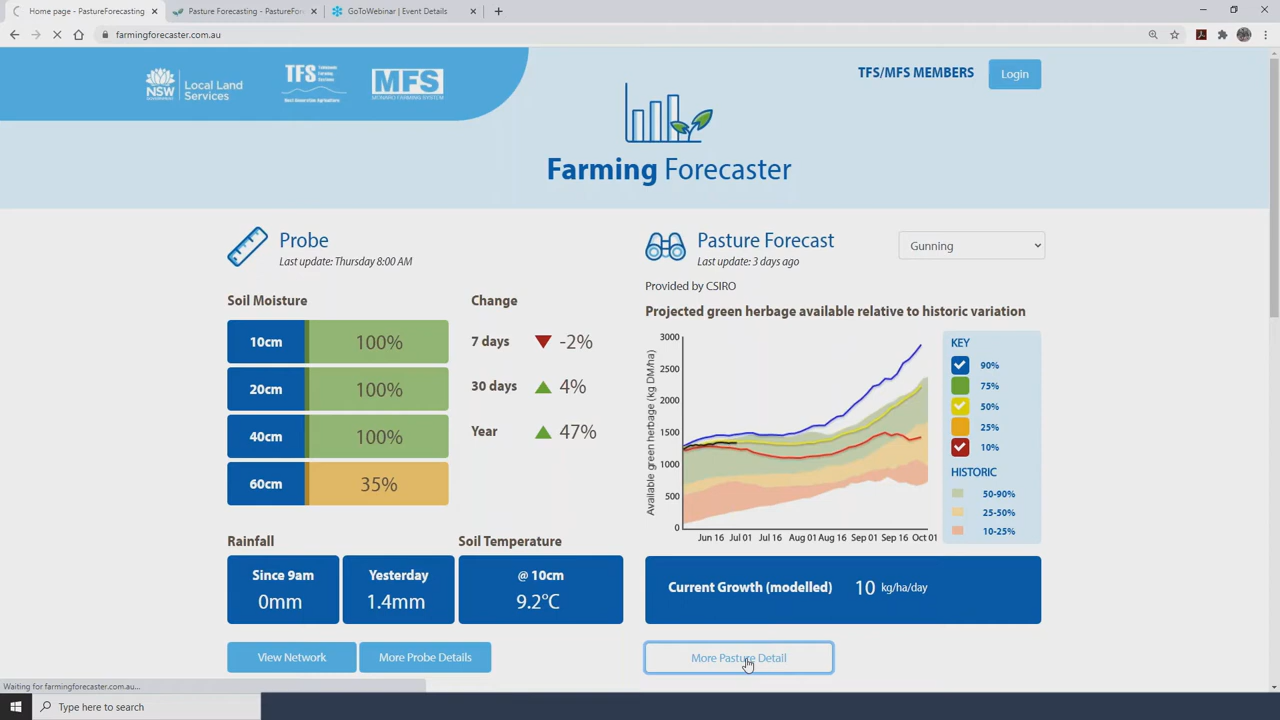 Home page - PastureForecasting
Pasture Forecasting - PastureFor
GoToWebinar | Event Details
farmingforecaster.com.au
NSW
Local Land
Services
TFS
MFS
MONARO FARMING SYSTEMS
TFS/MFS MEMBERS
Login
Farming Forecaster
Probe
Last update: Thursday 8:00 AM
Soil Moisture
Change
10cm 100%
20cm 100%
40cm 100%
60cm 35%
7 days -2%
30 days 4%
Year 47%
Rainfall
Soil Temperature
Since 9am
0mm
Yesterday
1.4mm
@ 10cm
9.2°C
View Network
More Probe Details
Pasture Forecast
Last update: 3 days ago
Gunning
Provided by CSIRO
Projected green herbage available relative to historic variation
Available green herbage (kg DM/ha)
3000
2500
2000
1500
1000
500
0
Jun 16 Jul 01 Jul 16 Aug 01 Aug 16 Sep 01 Sep 16 Oct 01
KEY
90%
75%
50%
25%
10%
HISTORIC
50-90%
25-50%
10-25%
Current Growth (modelled) 10 kg/ha/day
More Pasture Detail
Waiting for farmingforecaster.com.au...
Type here to search